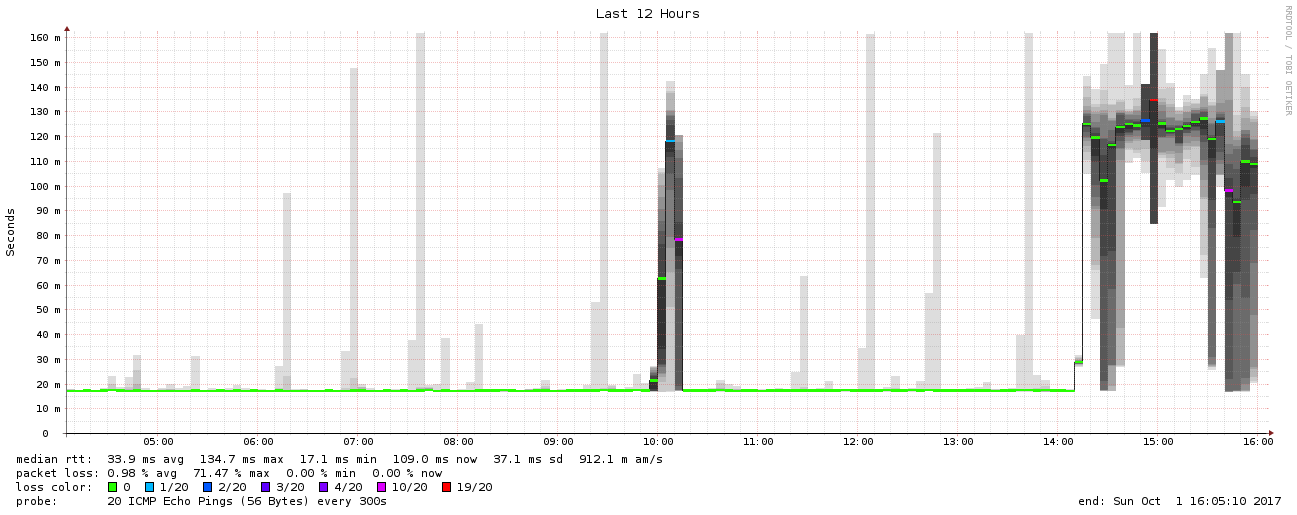 Last 12 Hours
RRDTOOL / TOBI OETIKER
Seconds
160 m
150 m
140 m
130 m
120 m
110 m
100 m
90 m
80 m
70 m
60 m
50 m
40 m
30 m
20 m
10 m
0
05:00 06:00 07:00 08:00 09:00 10:00 11:00 12:00 13:00 14:00 15:00 16:00
median rtt: 33.9 ms avg 134.7 ms max 17.1 ms min 109.0 ms now 37.1 ms sd 912.1 m am/s
packet loss: 0.98 % avg 71.47 % max 0.00 % min 0.00 % now
loss color: 0 1/20 2/20 3/20 4/20 10/20 19/20
probe: 20 ICMP Echo Pings (56 Bytes) every 300s end: Sun Oct 1 16:05:10 2017